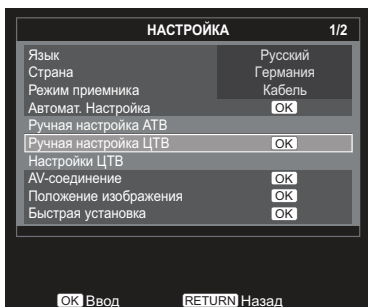 НАСТРОЙКА 1/2
Язык Русский
Страна Германия
Режим приемника Кабель
Автомат. Настройка OK
Ручная настройка АТВ
Ручная настройка ЦТВ OK
Настройки ЦТВ
AV-соединение OK
Положение изображения OK
Быстрая установка OK
OK Ввод RETURN Назад